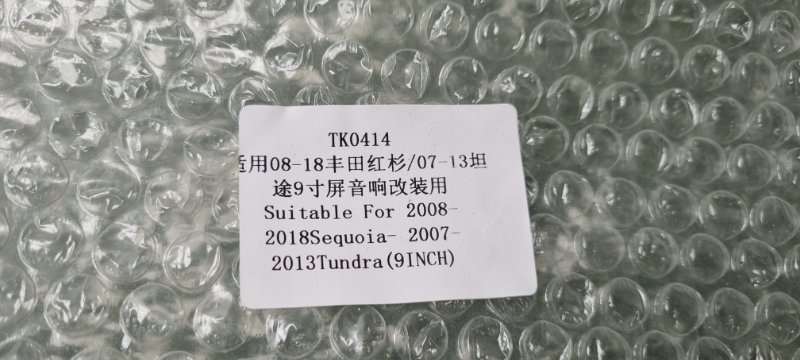 TK0414
适用08-18丰田红杉/07-13坦
途9寸屏音响改装用
Suitable For 2008-
2018Sequoia- 2007-
2013Tundra(9INCH)